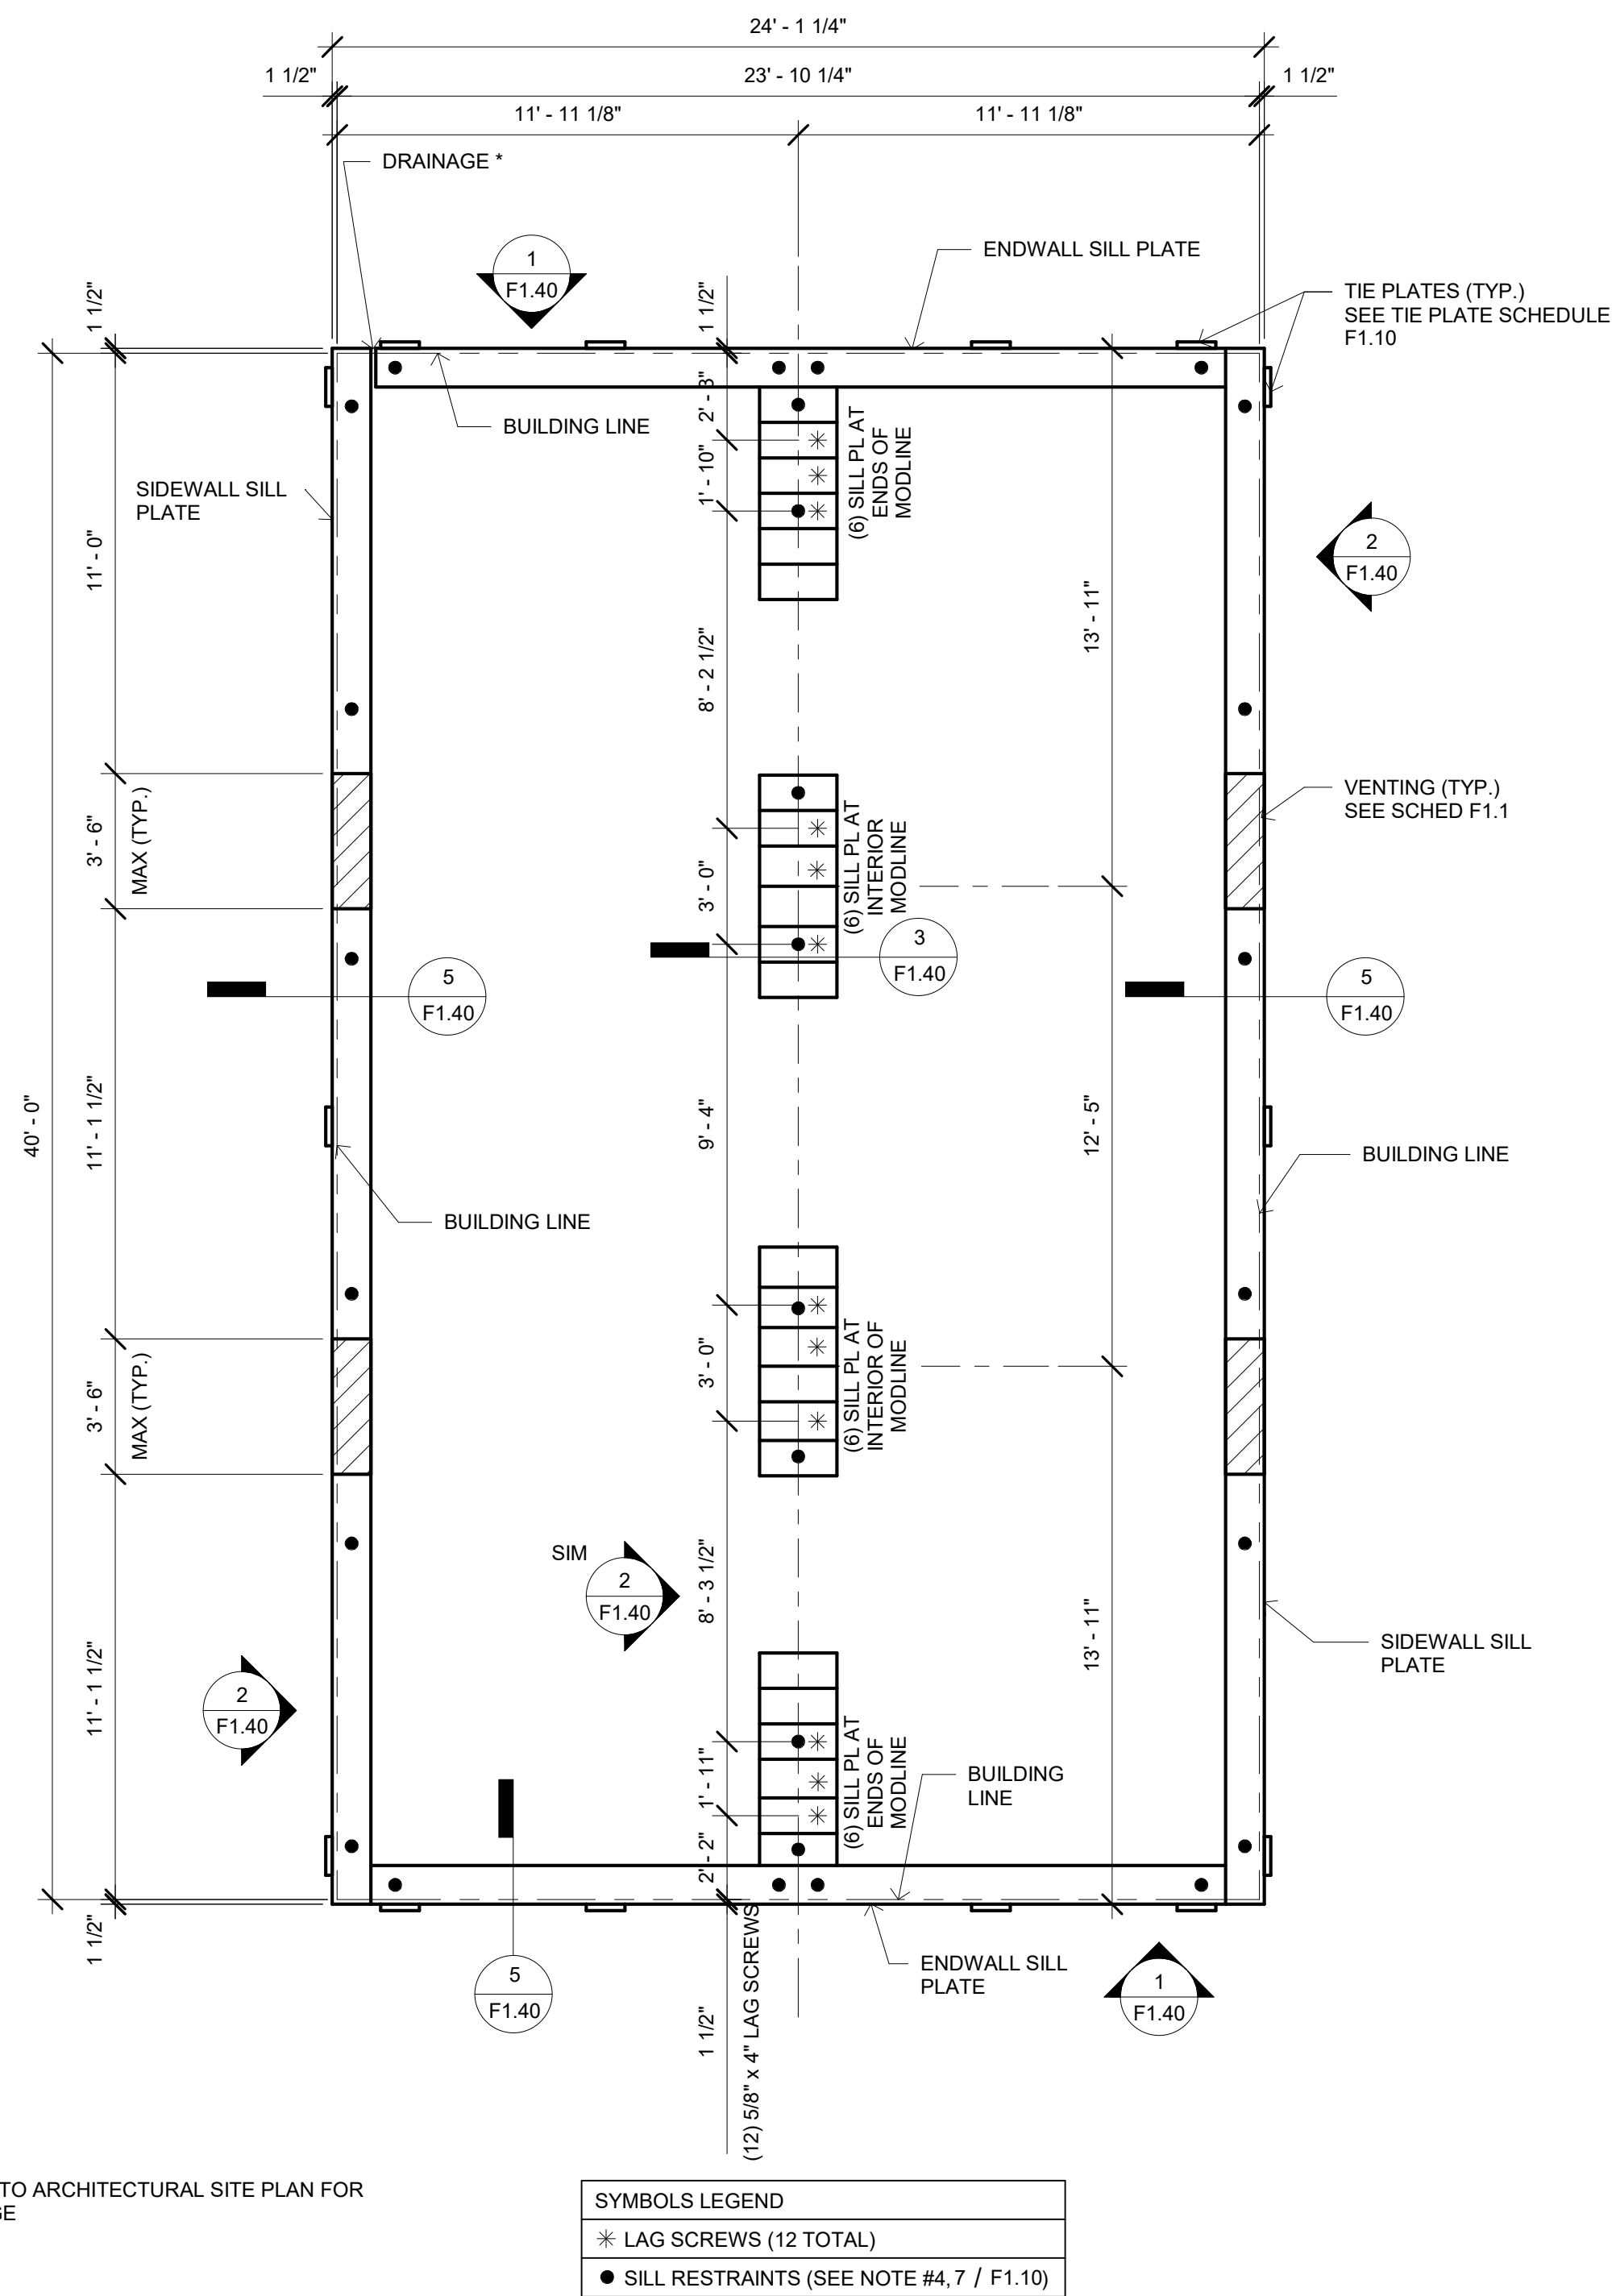 24' - 1 1/4"
1 1/2"
23' - 10 1/4"
1 1/2"
11' - 11 1/8"
11' - 11 1/8"
DRAINAGE *
1
F1.40
ENDWALL SILL PLATE
TIE PLATES (TYP.)
SEE TIE PLATE SCHEDULE
F1.10
1 1/2"
1 1/2"
BUILDING LINE
2' - 3"
1' - 10"
(6) SILL PL AT
ENDS OF
MODLINE
SIDEWALL SILL
PLATE
11' - 0"
2
F1.40
13' - 11"
8' - 2 1/2"
VENTING (TYP.)
SEE SCHED F1.1
3' - 6"
MAX (TYP.)
3' - 0"
(6) SILL PL AT
INTERIOR
MODLINE
3
F1.40
5
F1.40
5
F1.40
40' - 0"
11' - 1 1/2"
9' - 4"
12' - 5"
BUILDING LINE
BUILDING LINE
3' - 6"
MAX (TYP.)
3' - 0"
(6) SILL PL AT
INTERIOR OF
MODLINE
SIM
2
F1.40
8' - 3 1/2"
13' - 11"
SIDEWALL SILL
PLATE
11' - 1 1/2"
2
F1.40
1' - 11"
(6) SILL PL AT
ENDS OF
MODLINE
BUILDING
LINE
2' - 2"
1 1/2"
5
F1.40
1 1/2"
(12) 5/8" x 4" LAG SCREWS
ENDWALL SILL
PLATE
1
F1.40
TO ARCHITECTURAL SITE PLAN FOR
SYMBOLS LEGEND
LAG SCREWS (12 TOTAL)
SILL RESTRAINTS (SEE NOTE #4,7 / F1.10)